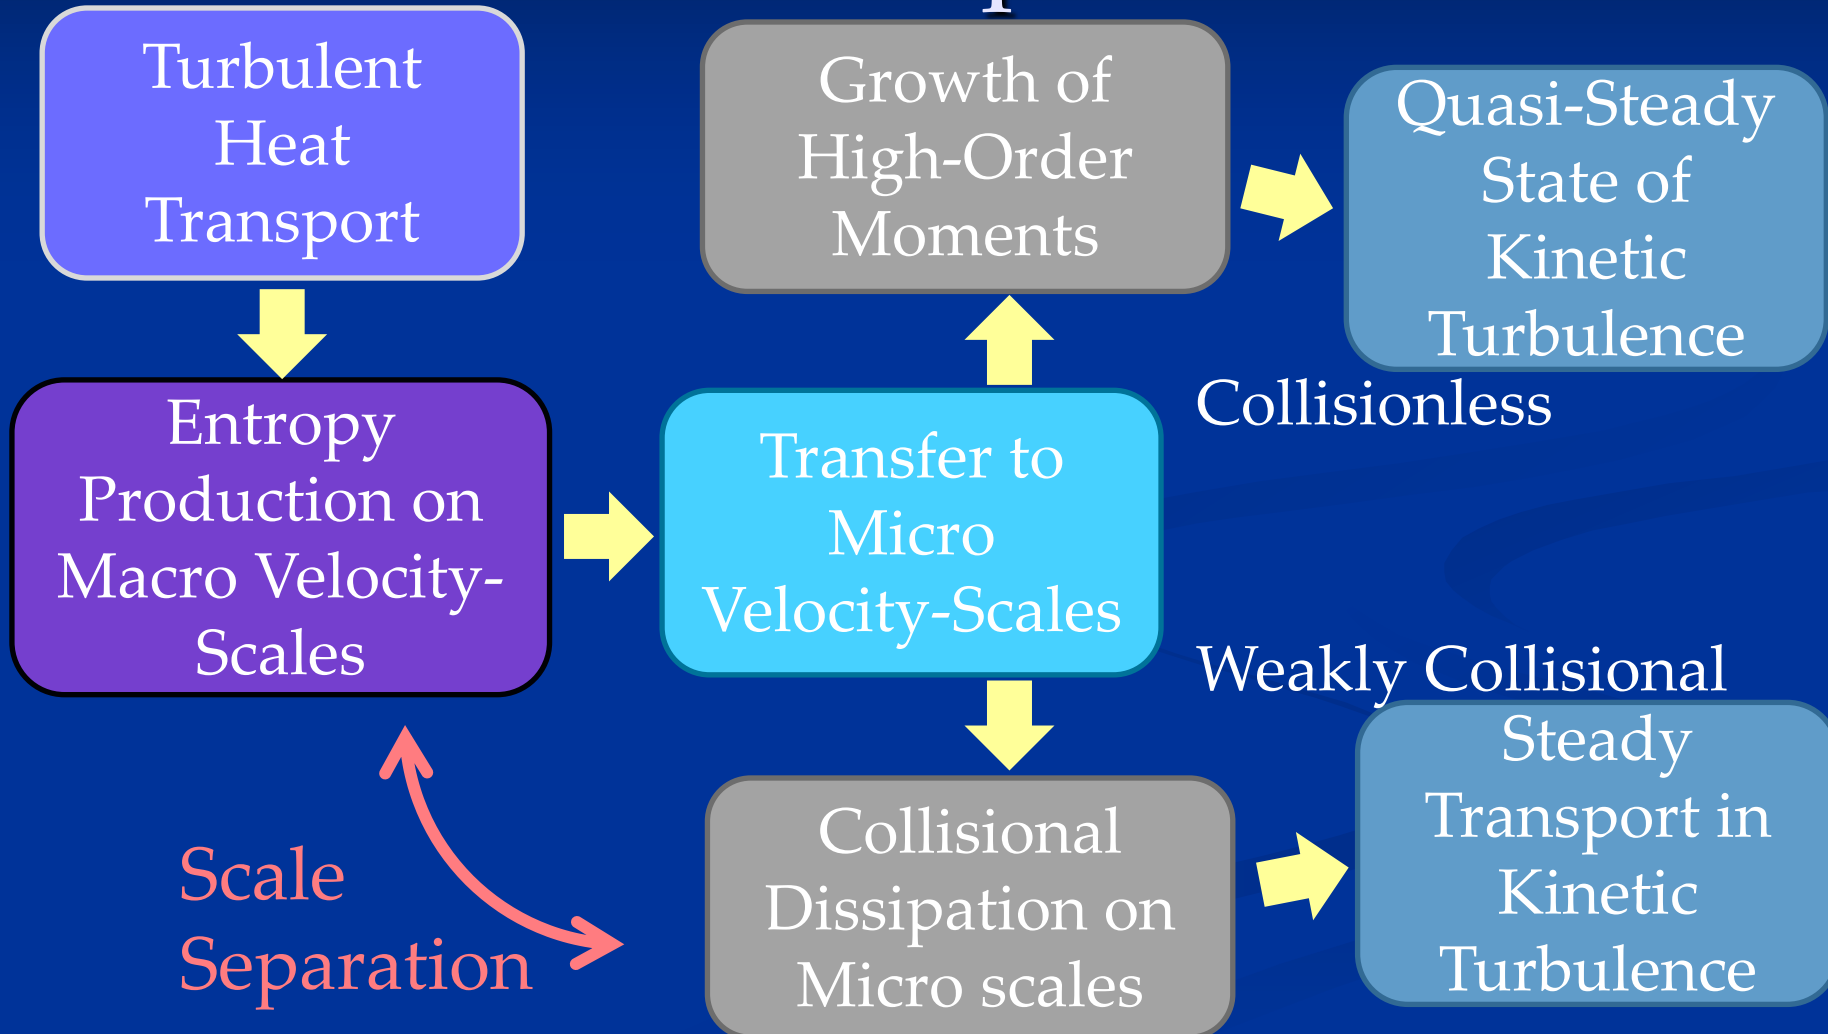 Turbulent
Heat
Transport
Growth of
High-Order
Moments
Quasi-Steady
State of
Kinetic
Turbulence
Entropy
Production on
Macro Velocity-
Scales
Transfer to
Micro
Velocity-Scales
Collisionless
Weakly Collisional
Scale
Separation
Collisional
Dissipation on
Micro scales
Steady
Transport in
Kinetic
Turbulence